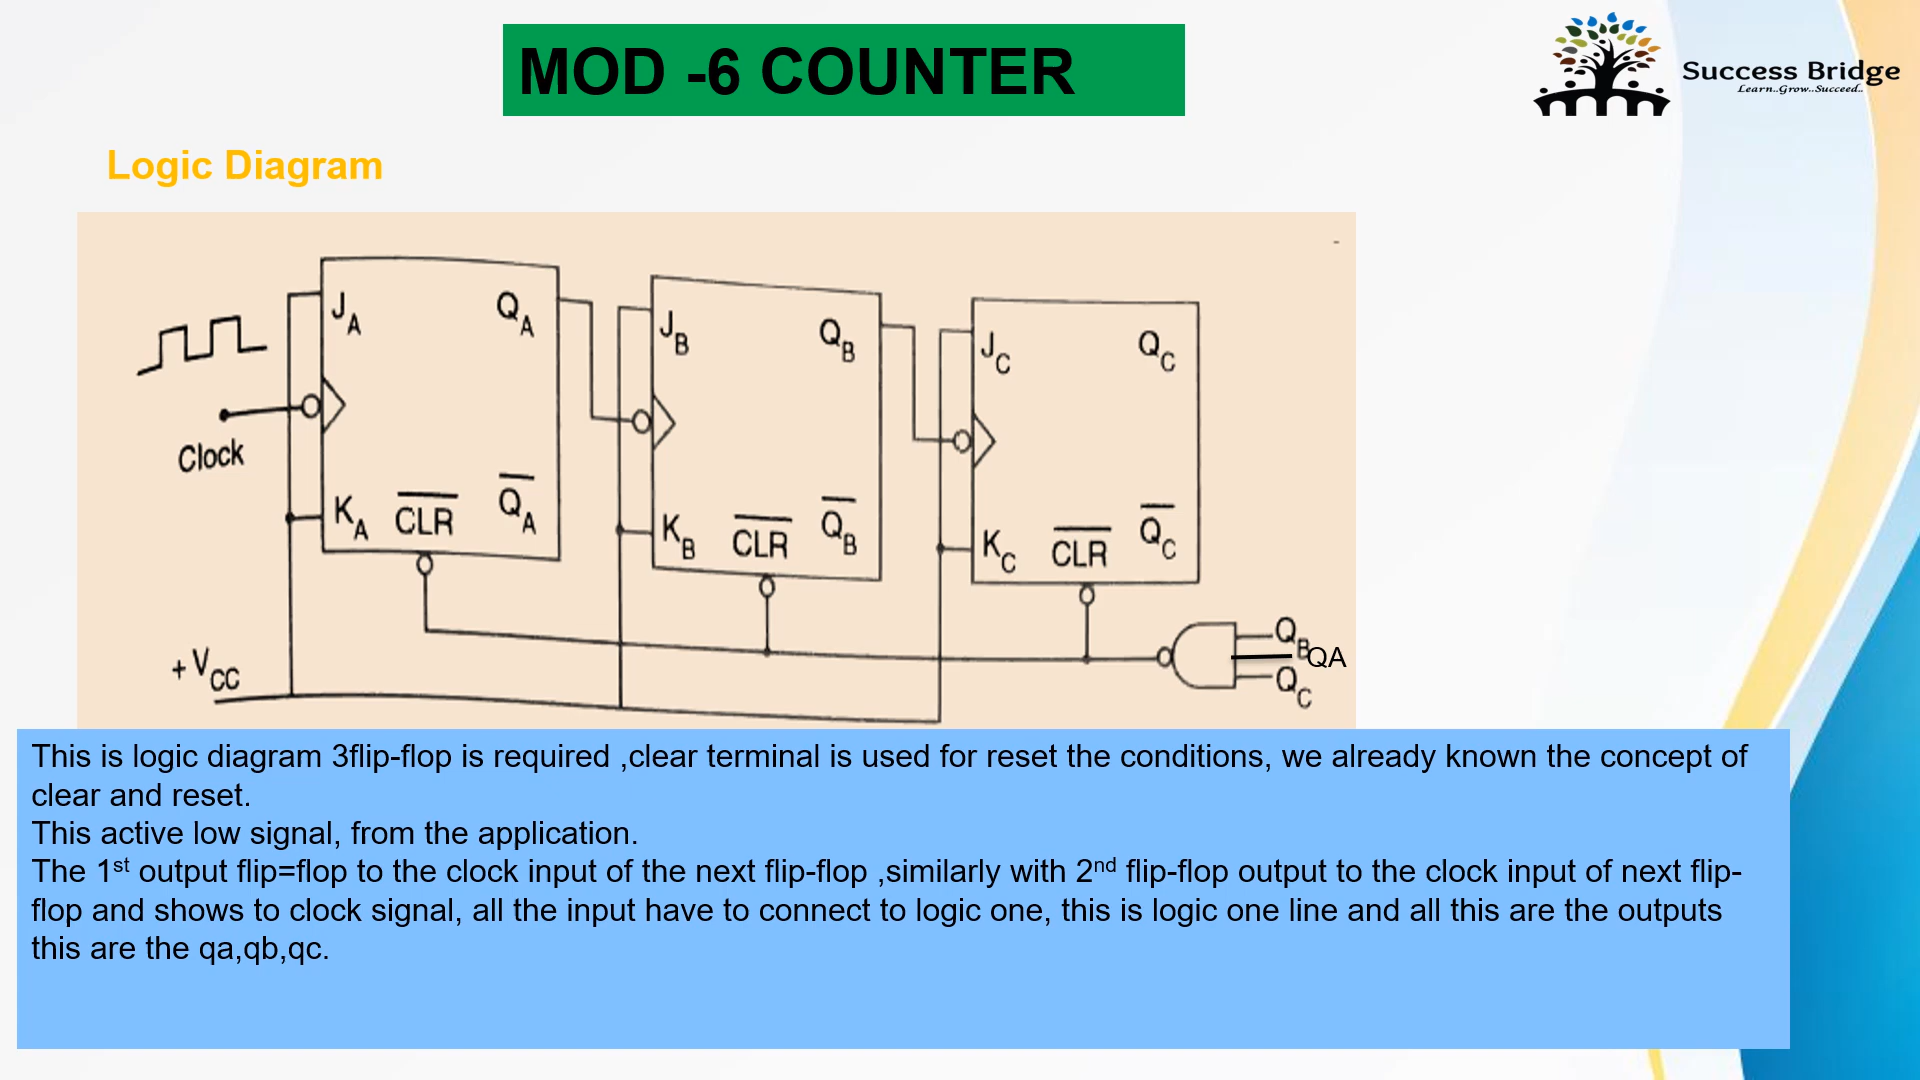 MOD -6 COUNTER
Success Bridge
Learn..Grow..Succeed..
Logic Diagram
J_A
Q_A
J_B
Q_B
J_C
Q_C
Clock
K_A
CLR
Q_A
K_B
CLR
Q_B
K_C
CLR
Q_C
+V_CC
Q_B
QA
Q_C
This is logic diagram 3flip-flop is required ,clear terminal is used for reset the conditions, we already known the concept of
clear and reset.
This active low signal, from the application.
The 1st output flip=flop to the clock input of the next flip-flop ,similarly with 2nd flip-flop output to the clock input of next flip-
flop and shows to clock signal, all the input have to connect to logic one, this is logic one line and all this are the outputs
this are the qa,qb,qc.